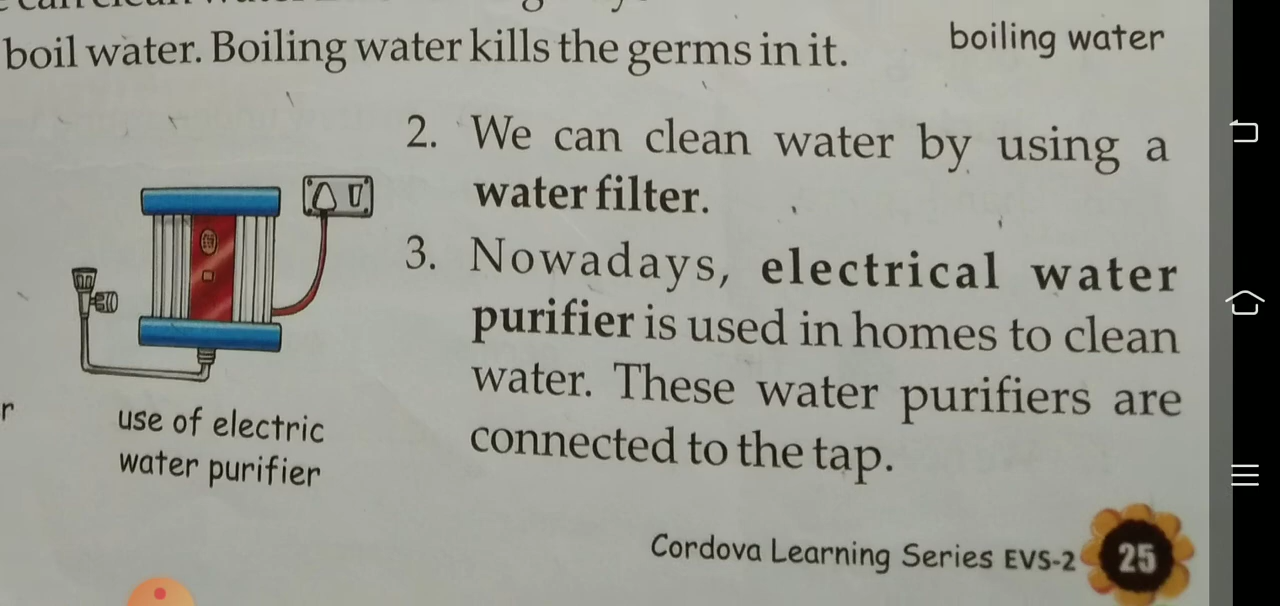 boil water. Boiling water kills the germs in it.
boiling water
2. We can clean water by using a
water filter.
3. Nowadays, electrical water
purifier is used in homes to clean
water. These water purifiers are
connected to the tap.
r
use of electric
water purifier
Cordova Learning Series EVS-2
25